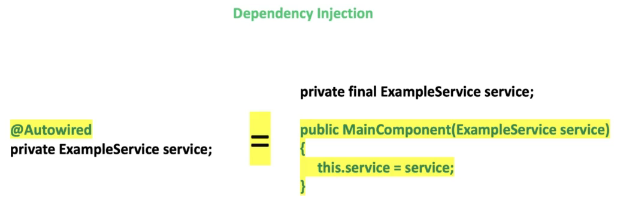 Dependency Injection
@Autowired
private ExampleService service;
=
private final ExampleService service;
public MainComponent(ExampleService service)
{
this.service = service;
}